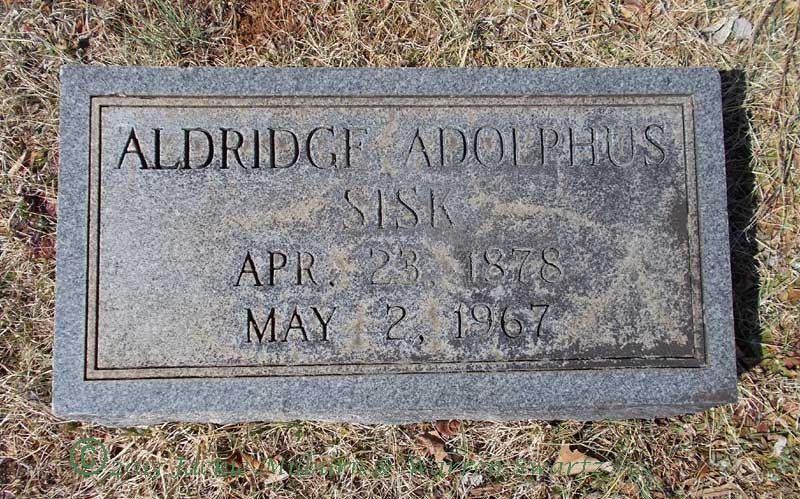 ALDRIDGE ADOLPHUS
SISK
APR. 23, 1878
MAY 2, 1967
©